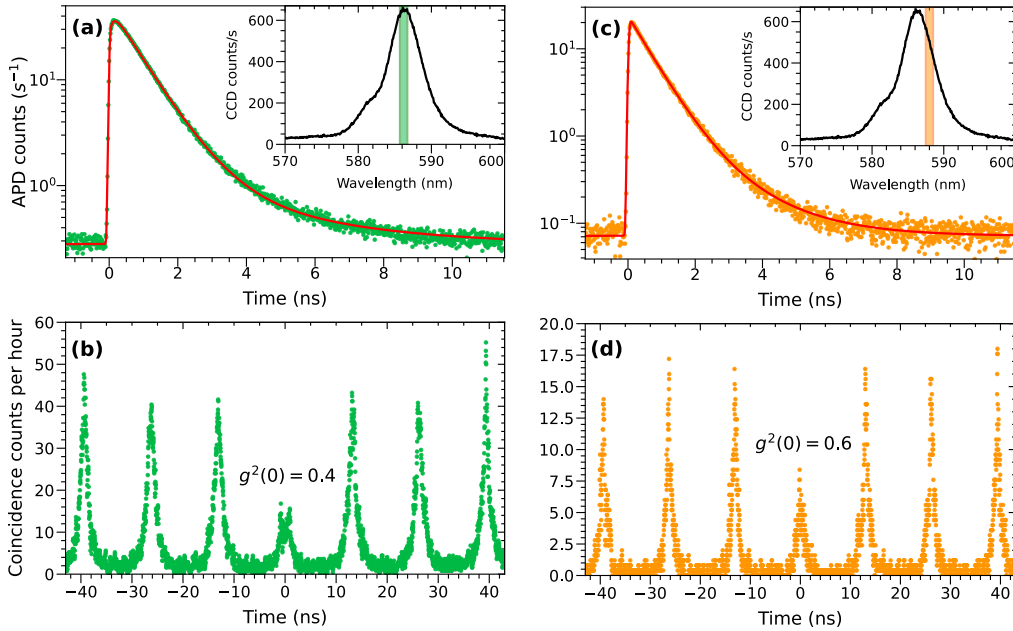 (a)
APD counts (s⁻¹)
10¹
10⁰
0 2 4 6 8 10
Time (ns)
CCD counts/s
600
400
200
0
570 580 590 600
Wavelength (nm)
(c)
10¹
10⁰
10⁻¹
0 2 4 6 8 10
Time (ns)
CCD counts/s
600
400
200
0
570 580 590 600
Wavelength (nm)
(b)
Coincidence counts per hour
60
50
40
30
20
10
0
g²(0) = 0.4
−40 −30 −20 −10 0 10 20 30 40
Time (ns)
(d)
20.0
17.5
15.0
12.5
10.0
7.5
5.0
2.5
0.0
g²(0) = 0.6
−40 −30 −20 −10 0 10 20 30 40
Time (ns)